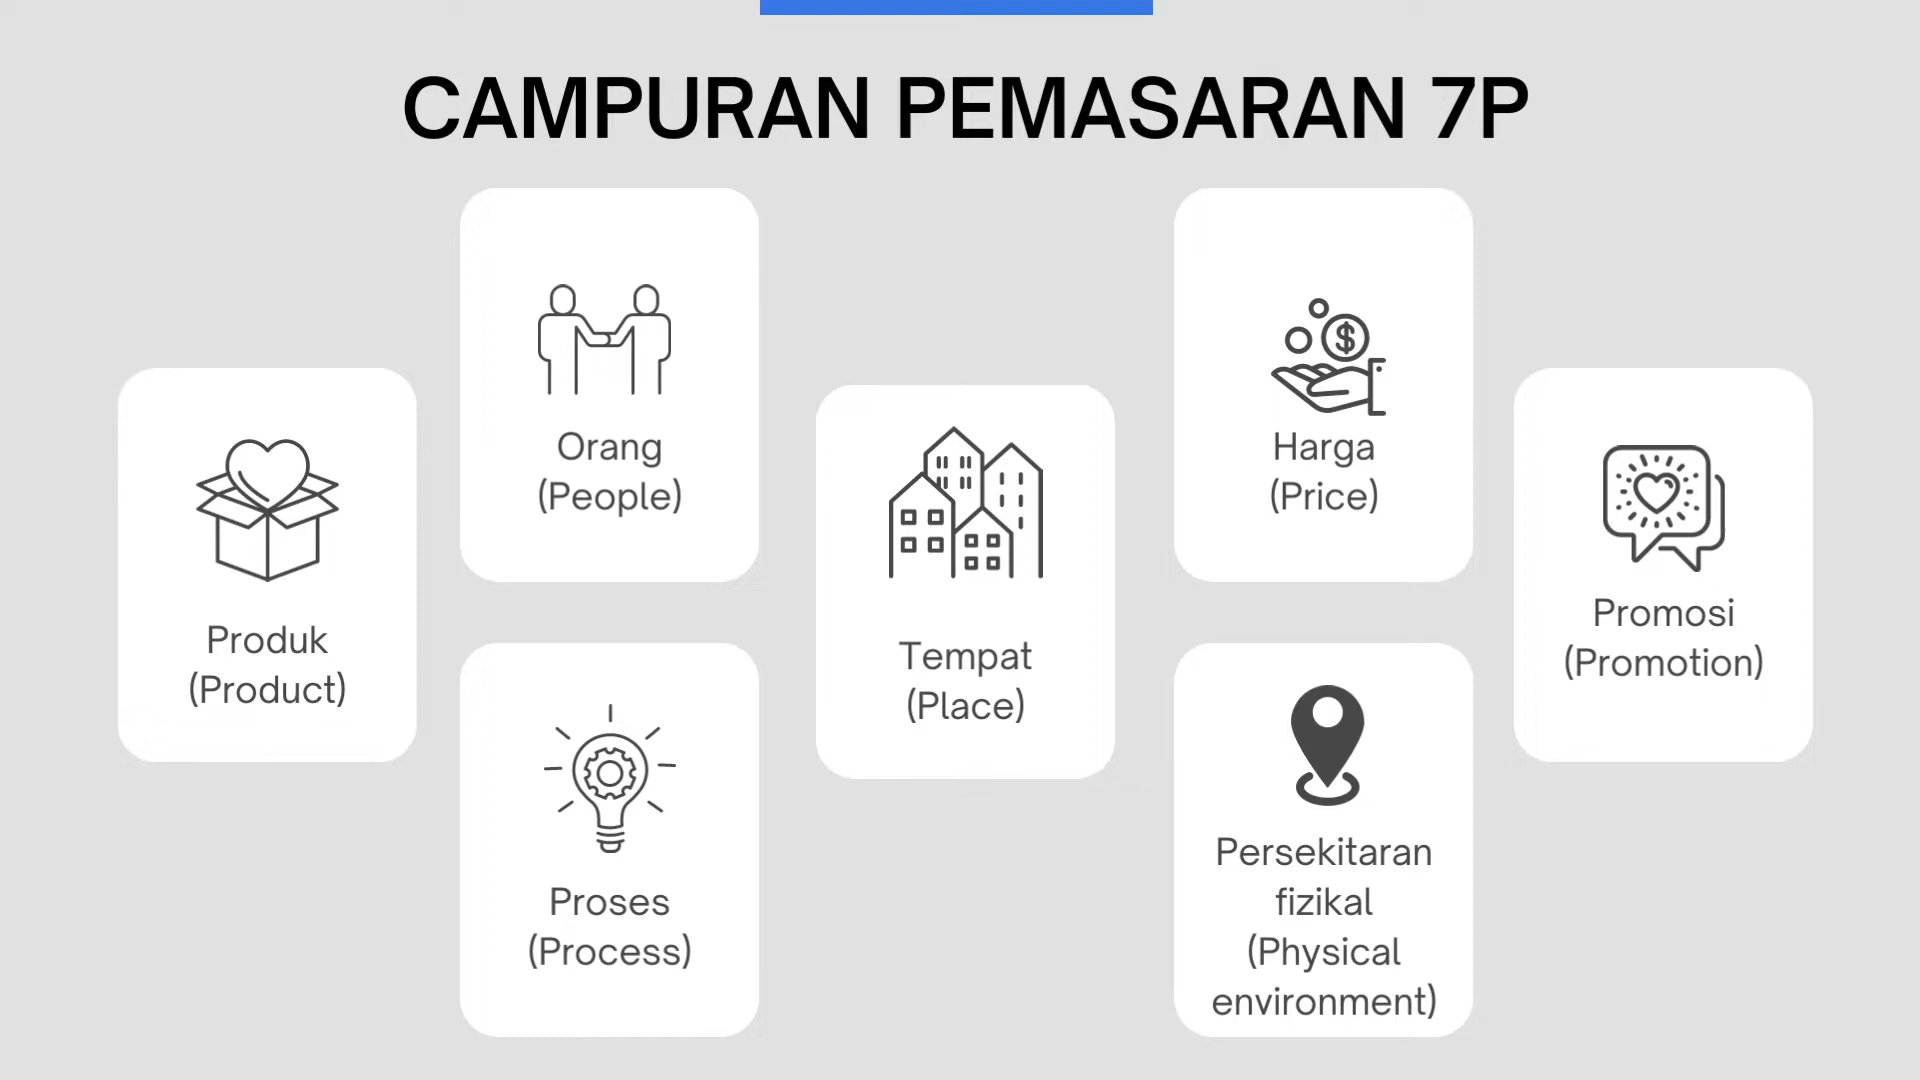 CAMPURAN PEMASARAN 7P
Produk
(Product)
Orang
(People)
Proses
(Process)
Tempat
(Place)
Harga
(Price)
Persekitaran
fizikal
(Physical
environment)
Promosi
(Promotion)